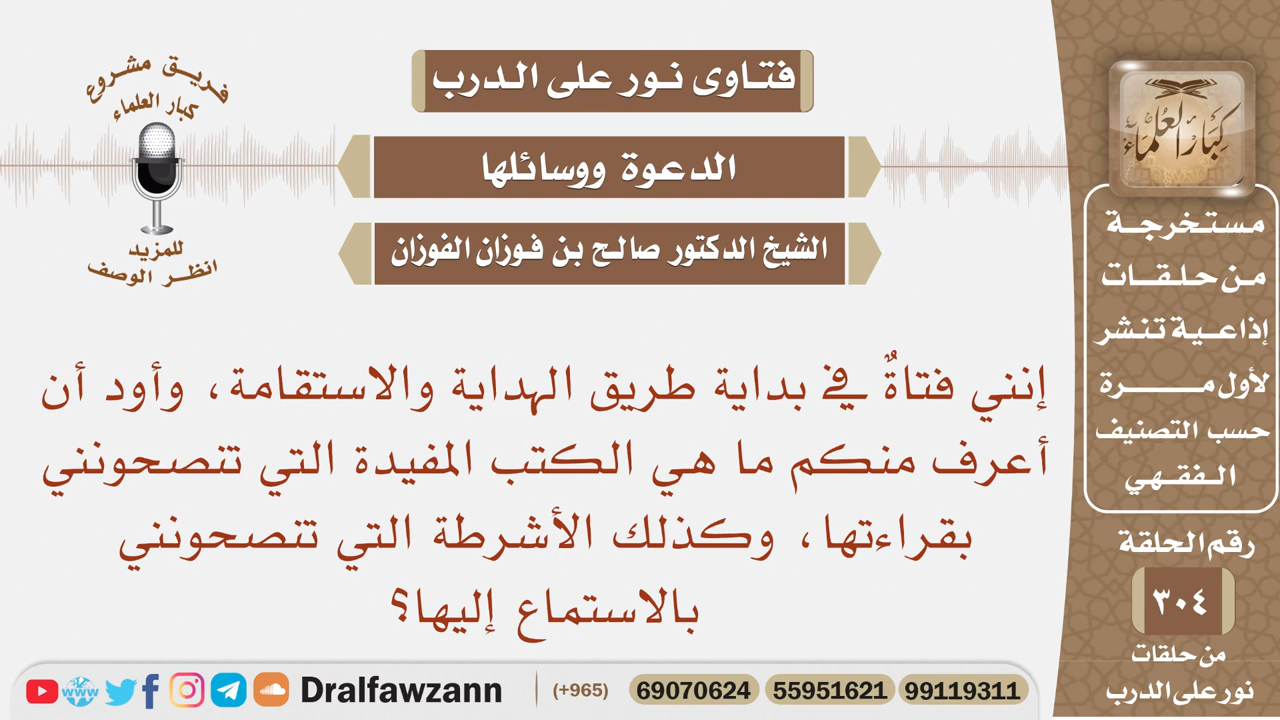 فتاوى نور على الدرب
الدعوة ووسائلها
الشيخ الدكتور صالح بن فوزان الفوزان
فريق مشروع
كبار العلماء
للمزيد
انظر الوصف
إنني فتاةٌ في بداية طريق الهداية والاستقامة، وأود أن
أعرف منكم ما هي الكتب المفيدة التي تنصحونني
بقراءتها، وكذلك الأشرطة التي تنصحونني
بالاستماع إليها؟
كِبَار العُلَمَاء
مستخرجة
من حلقات
إذاعية تنشر
لأول مرة
حسب التصنيف
الفقهي
رقم الحلقة
٣٠٤
من حلقات
نور على الدرب
www Dralfawzann (+965) 69070624 55951621 99119311